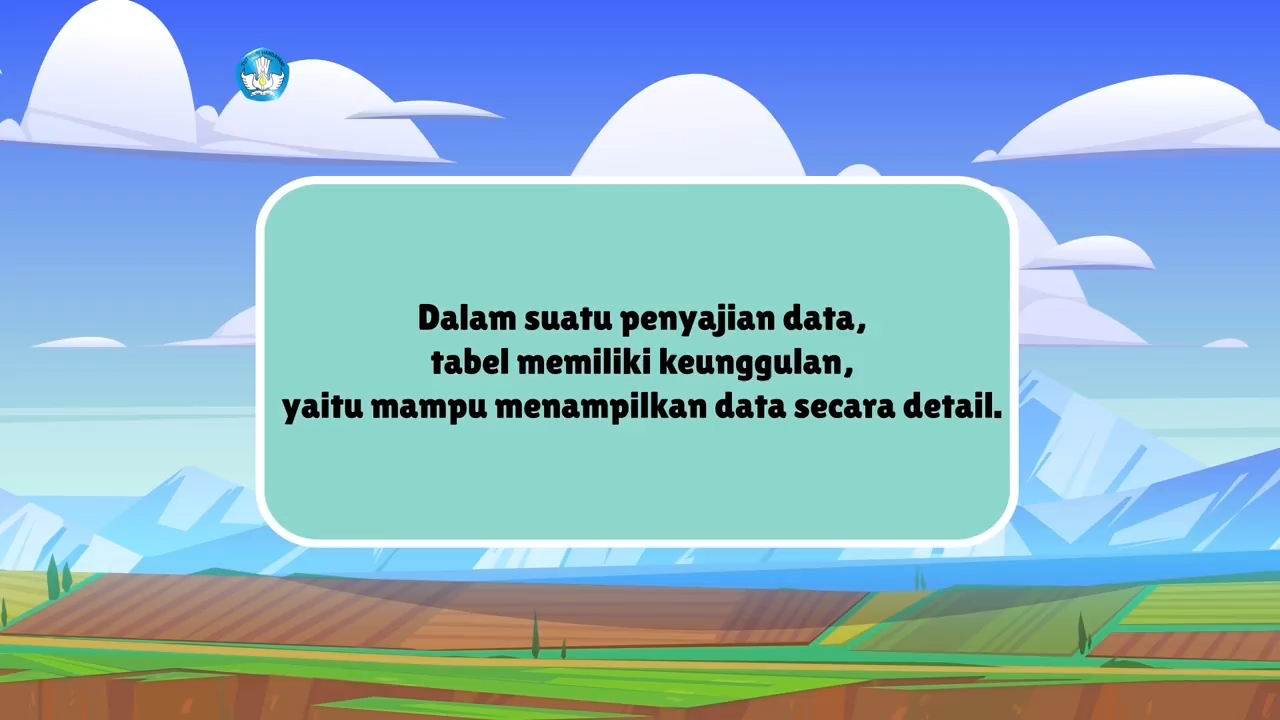 Dalam suatu penyajian data,
tabel memiliki keunggulan,
yaitu mampu menampilkan data secara detail.